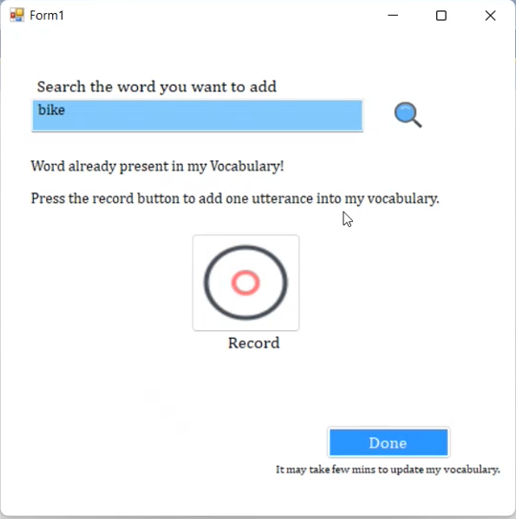 Form1
Search the word you want to add
bike
Word already present in my Vocabulary!
Press the record button to add one utterance into my vocabulary.
Record
Done
It may take few mins to update my vocabulary.